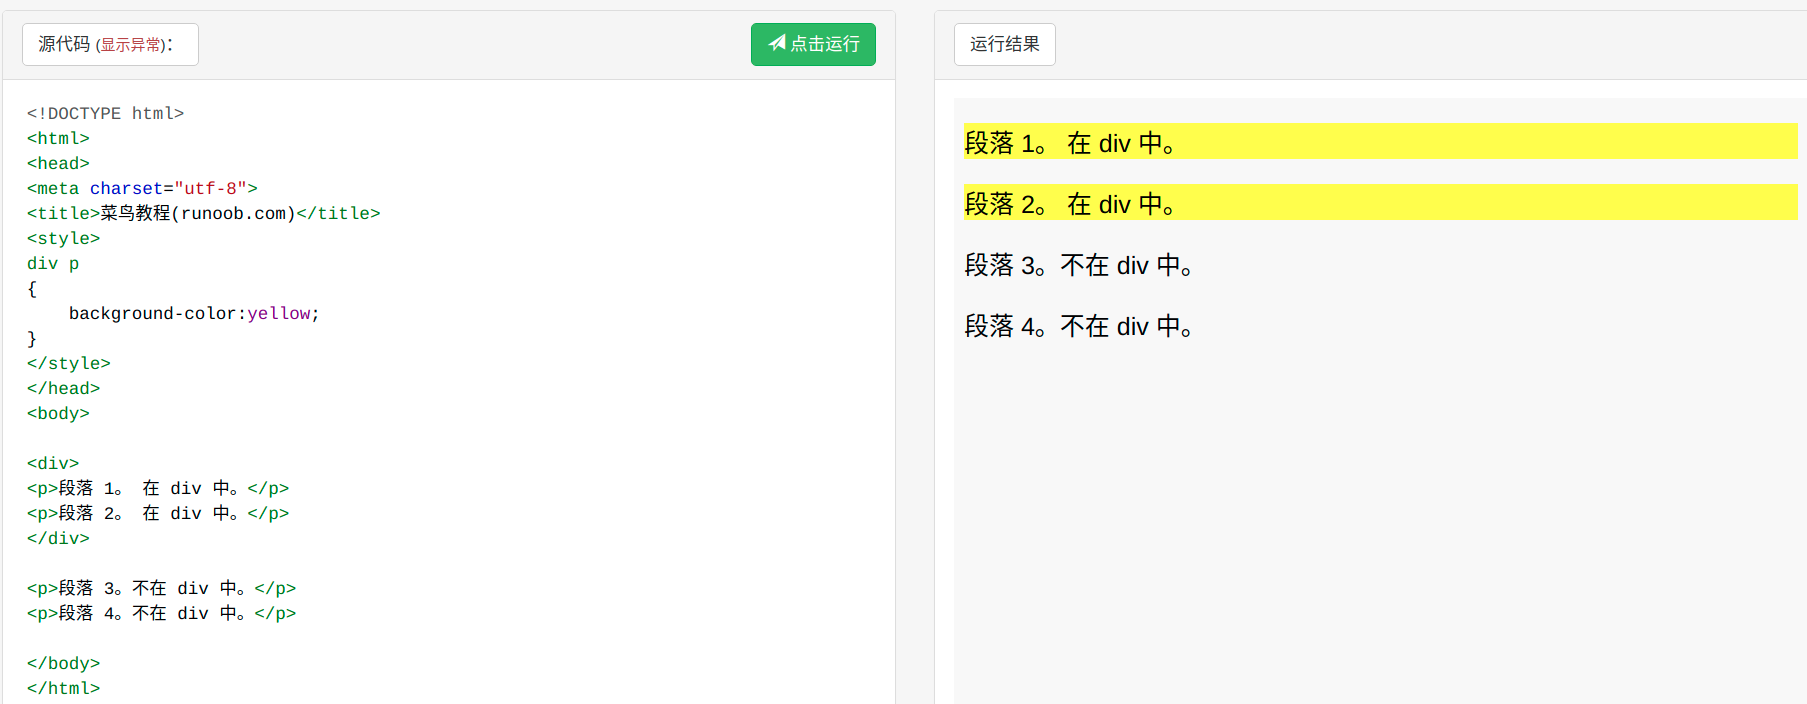 源代码 (显示异常)：
点击运行
<!DOCTYPE html>
<html>
<head>
<meta charset="utf-8">
<title>菜鸟教程(runoob.com)</title>
<style>
div p
{
    background-color:yellow;
}
</style>
</head>
<body>
<div>
<p>段落 1。 在 div 中。</p>
<p>段落 2。 在 div 中。</p>
</div>
<p>段落 3。不在 div 中。</p>
<p>段落 4。不在 div 中。</p>
</body>
</html>
运行结果
段落 1。 在 div 中。
段落 2。 在 div 中。
段落 3。不在 div 中。
段落 4。不在 div 中。